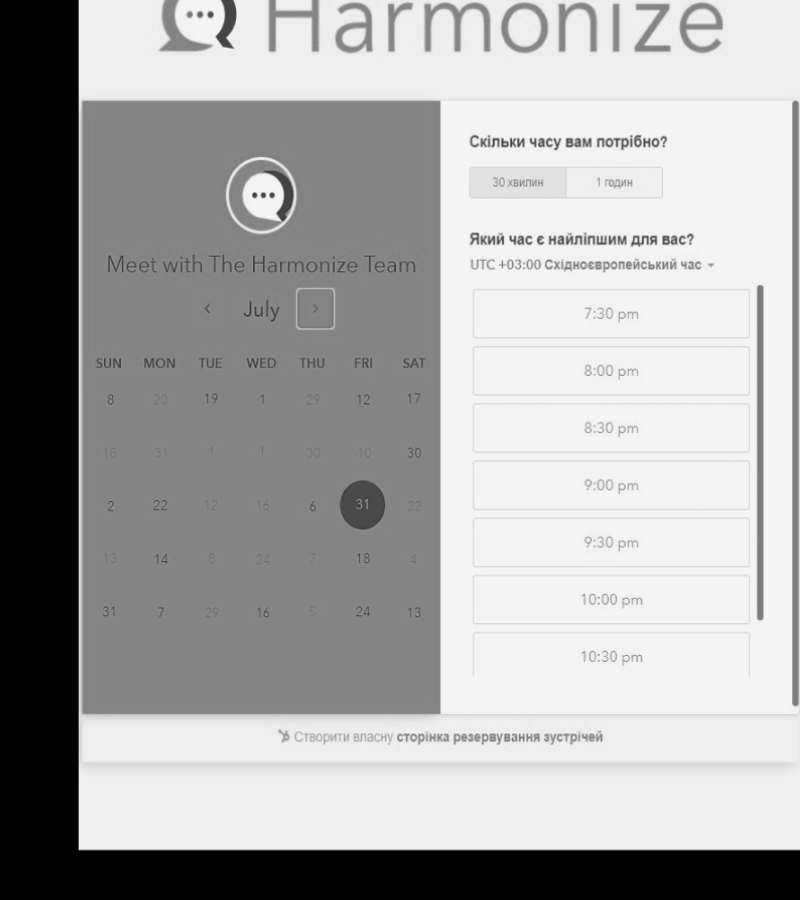 Harmonize
Meet with The Harmonize Team
July
SUN MON TUE WED THU FRI SAT
8 20 19 1 29 12 17
18 31 1 1 30 10 30
2 22 12 16 6 31 22
13 14 8 24 7 18 4
31 7 29 16 5 24 13
Скільки часу вам потрібно?
30 хвилин 1 годин
Який час є найліпшим для вас?
UTC +03:00 Східноєвропейський час
7:30 pm
8:00 pm
8:30 pm
9:00 pm
9:30 pm
10:00 pm
10:30 pm
Створити власну сторінка резервування зустрічей